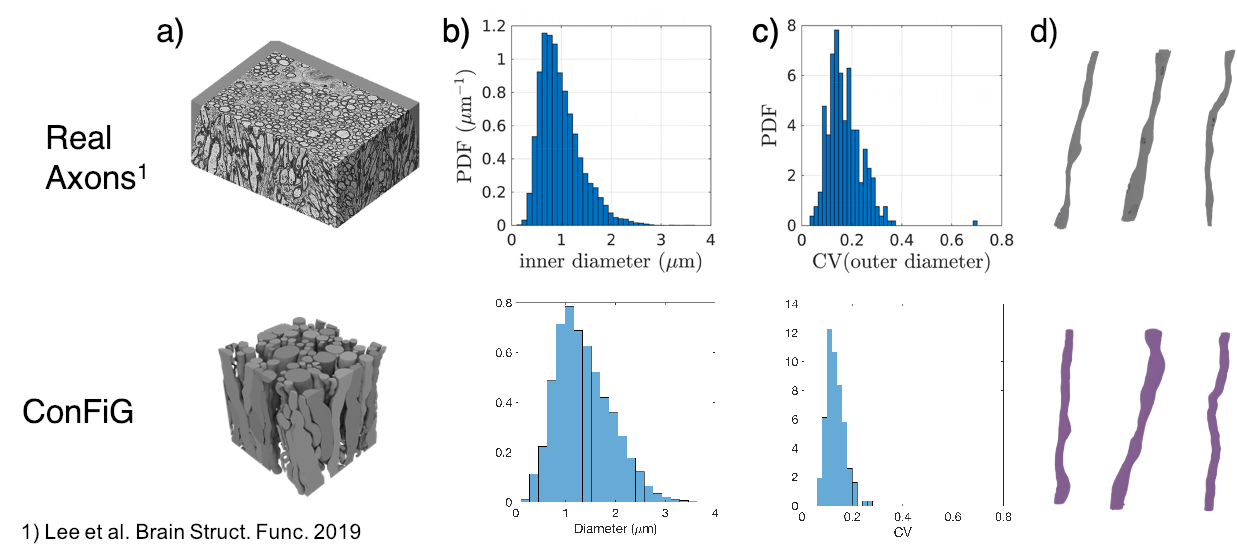 a)
b)
c)
d)
Real
Axons1
PDF (μm−1)
1.2
1
0.8
0.6
0.4
0.2
0
0 1 2 3 4
inner diameter (μm)
PDF
8
6
4
2
0
0 0.2 0.4 0.6 0.8
CV(outer diameter)
ConFiG
0.8
0.6
0.4
0.2
0
0 1 2 3 4
Diameter (μm)
14
12
10
8
6
4
2
0
0 0.2 0.4 0.6 0.8
CV
1) Lee et al. Brain Struct. Func. 2019